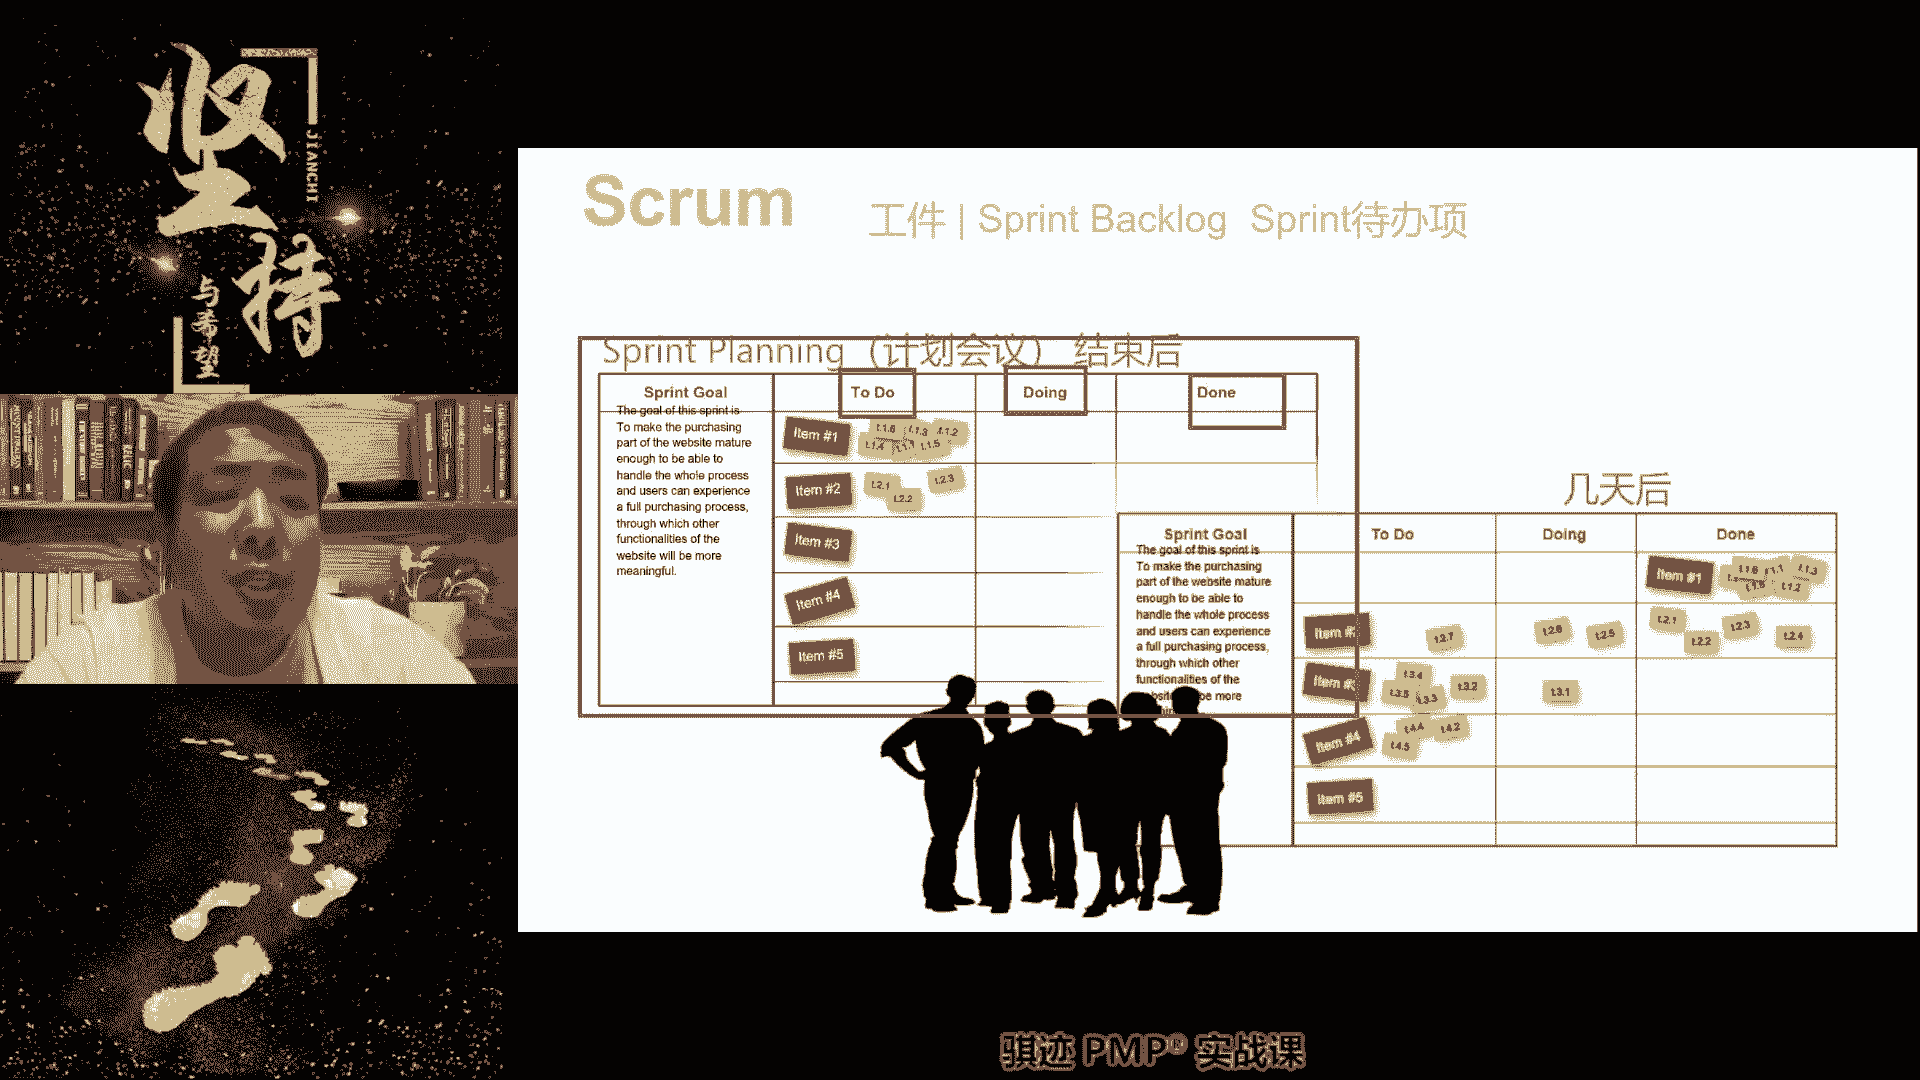 坚持
JIANCHI
与希望
Scrum
工件 | Sprint Backlog Sprint待办项
Sprint Planning（计划会议） 结束后
Sprint Goal
To Do
Doing
Done
The goal of this sprint is
To make the purchasing
part of the website mature
enough to be able to
handle the whole process
and users can experience
a full purchasing process,
through which other
functionalities of the
website will be more
meaningful.
Item #1
t.1.6
t.1.3
t.1.2
t.1.4
t.1.1
t.1.5
Item #2
t.2.1
t.2.2
t.2.3
Item #3
Item #4
Item #5
几天后
Sprint Goal
To Do
Doing
Done
The goal of this sprint is
To make the purchasing
part of the website mature
enough to be able to
handle the whole process
and users can experience
a full purchasing process,
through which other
functionalities of the
be more
Item #1
t.1.6
t.1.1
t.1.3
t.1.2
Item
t.2.7
t.2.6
t.2.5
t.2.1
t.2.2
t.2.3
t.2.4
Item
t.3.4
t.3.5
t.3.3
t.3.2
t.3.1
Item #4
t.4.4
t.4.2
t.4.5
Item #5
骐迹 PMP® 实战课